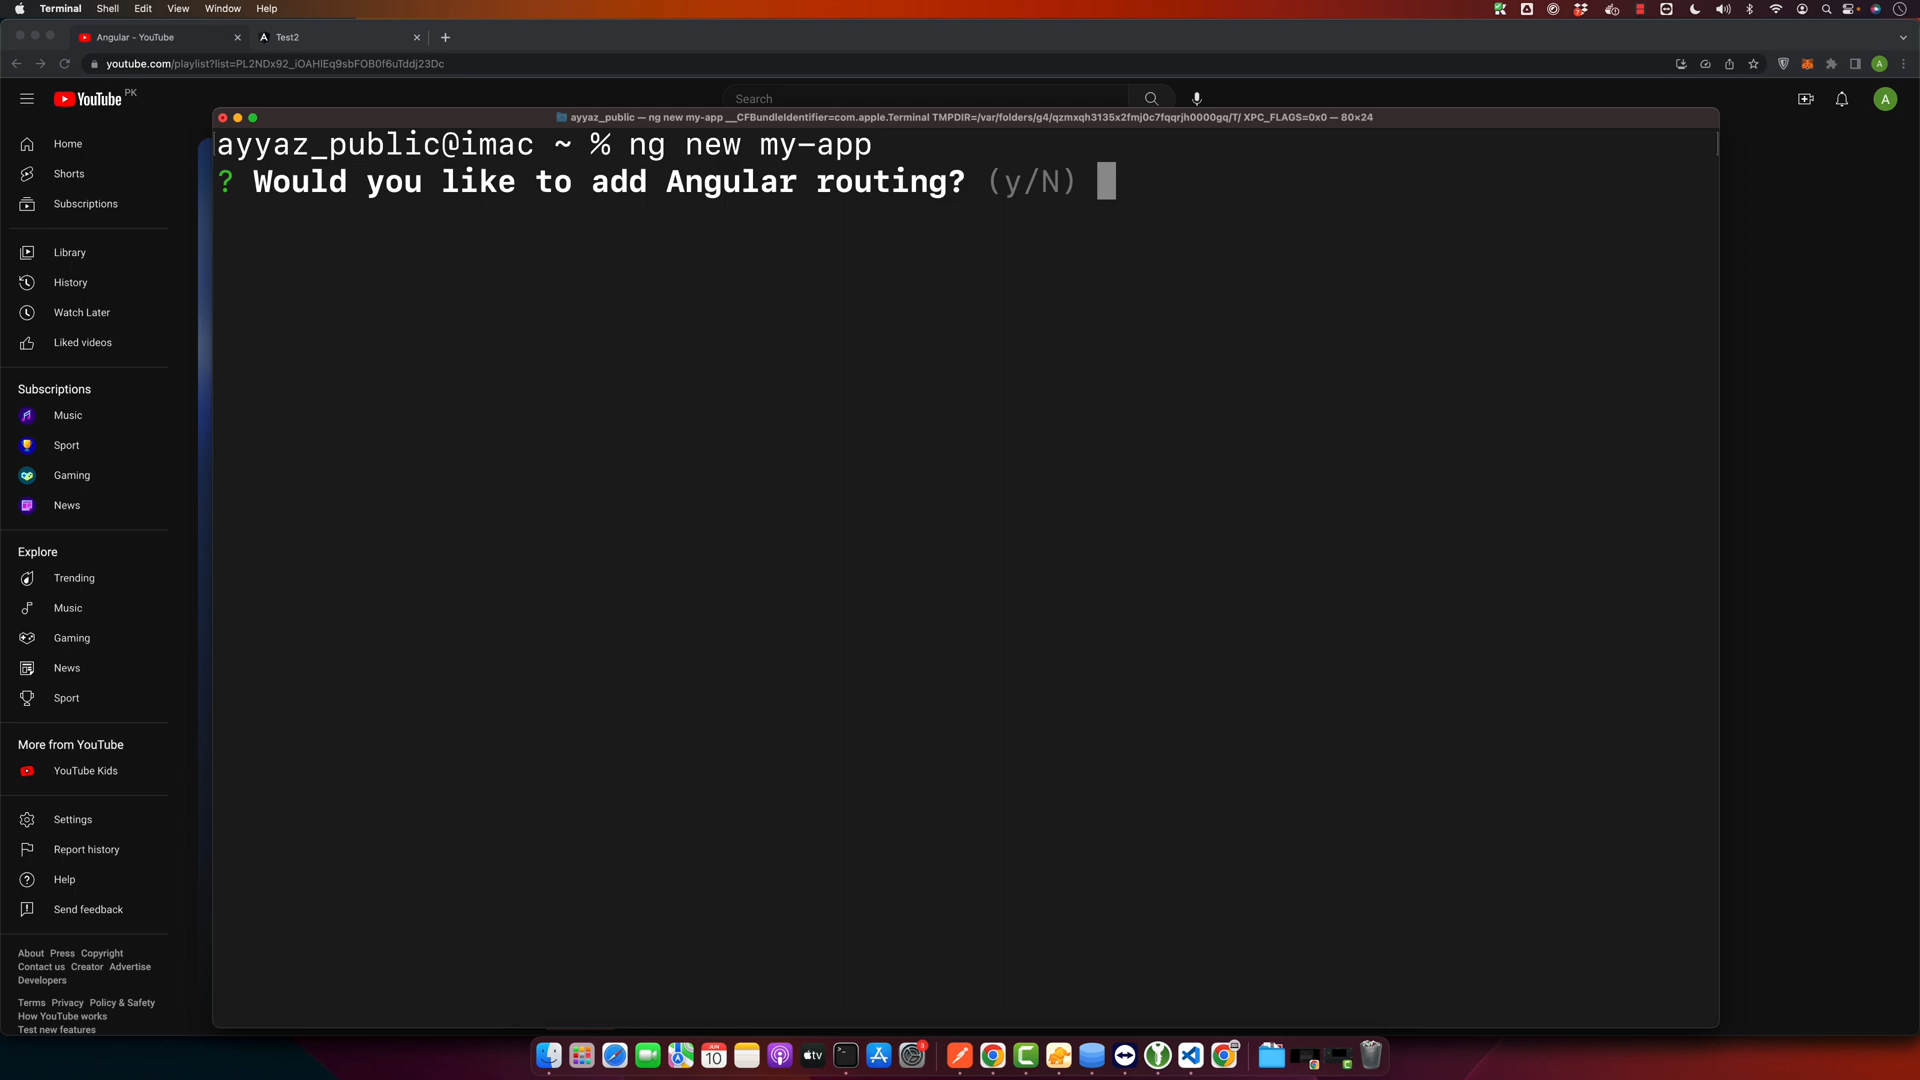 Terminal Shell Edit View Window Help
Angular - YouTube
Test2
youtube.com/playlist?list=PL2NDx92_iOAHIEq9sbFOB0f6uTddj23Dc
A
YouTube PK
Search
A
ayyaz_public — ng new my-app __CFBundleIdentifier=com.apple.Terminal TMPDIR=/var/folders/g4/qzmxqh3135x2fmj0c7fqqrjh0000gq/T/ XPC_FLAGS=0x0 — 80×24
ayyaz_public@imac ~ % ng new my-app
? Would you like to add Angular routing? (y/N)
Home
Shorts
Subscriptions
Library
History
Watch Later
Liked videos
Subscriptions
Music
Sport
Gaming
News
Explore
Trending
Music
Gaming
News
Sport
More from YouTube
YouTube Kids
Settings
Report history
Help
Send feedback
About Press Copyright
Contact us Creator Advertise
Developers
Terms Privacy Policy & Safety
How YouTube works
Test new features
JUN
10
tv
3